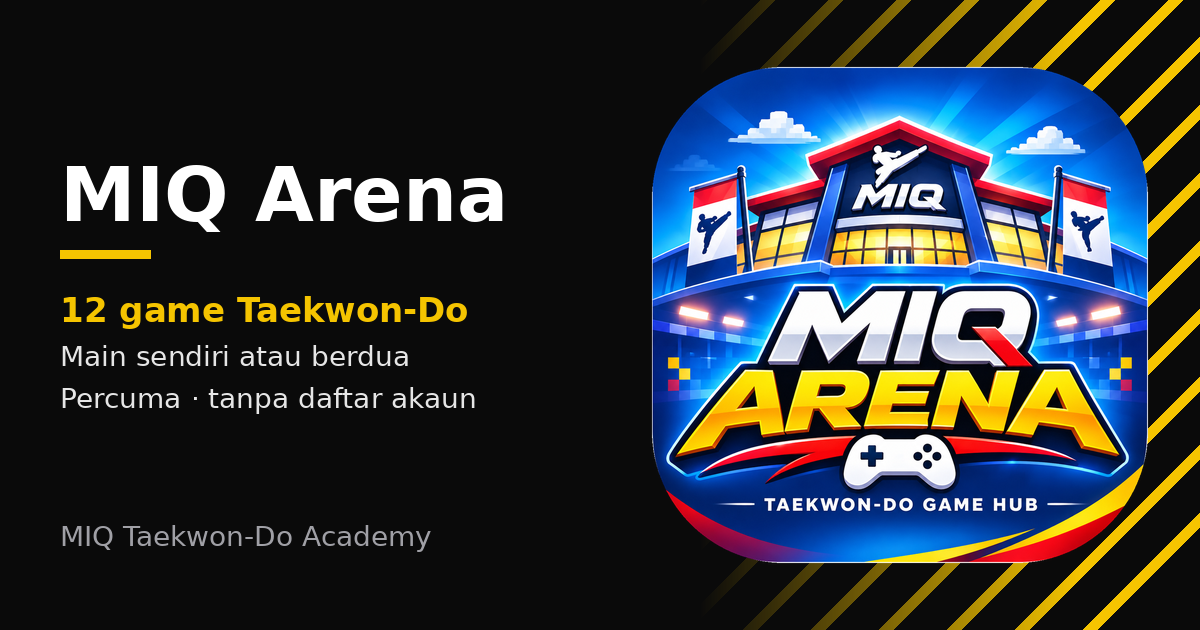 MIQ Arena
12 game Taekwon-Do
Main sendiri atau berdua
Percuma · tanpa daftar akaun
MIQ Taekwon-Do Academy
MIQ
MIQ
ARENA
TAEKWON-DO GAME HUB